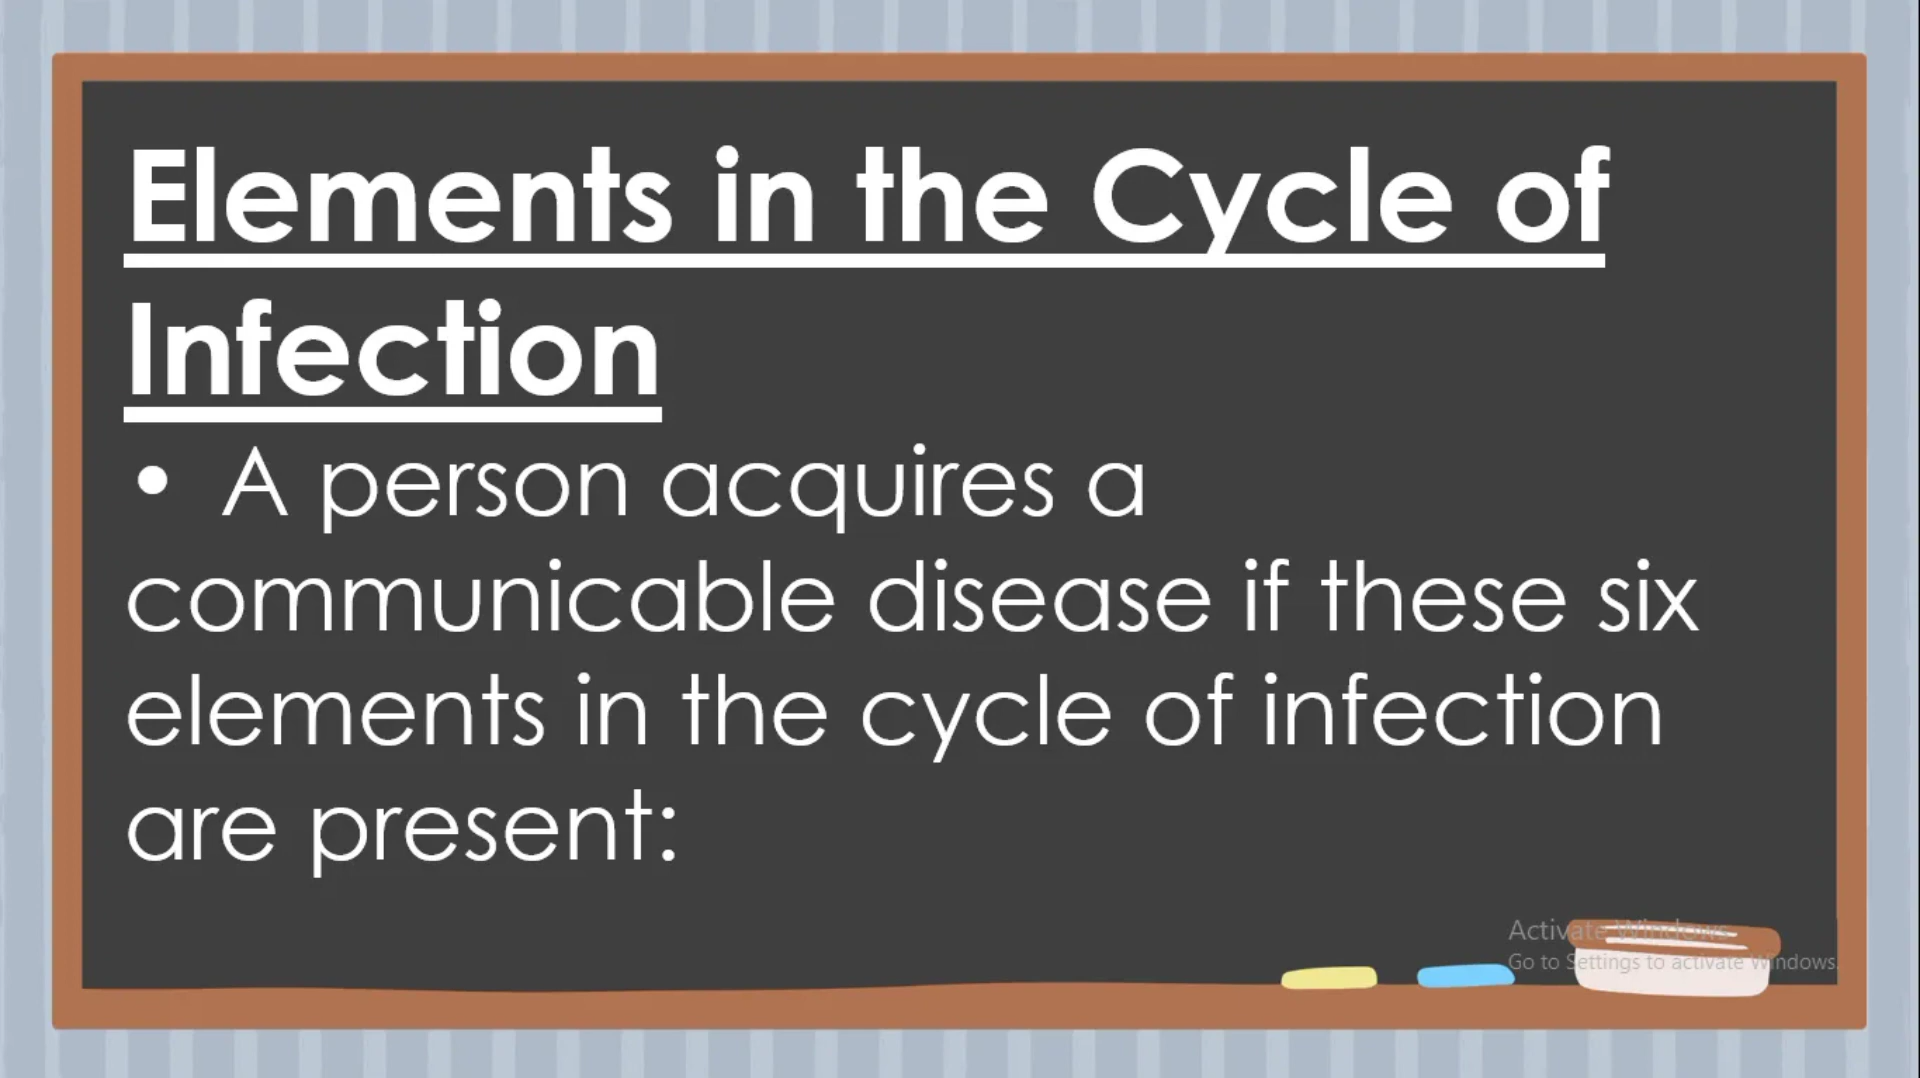 Elements in the Cycle of
Infection
• A person acquires a
communicable disease if these six
elements in the cycle of infection
are present:
Activate Windows
Go to Settings to activate Windows.